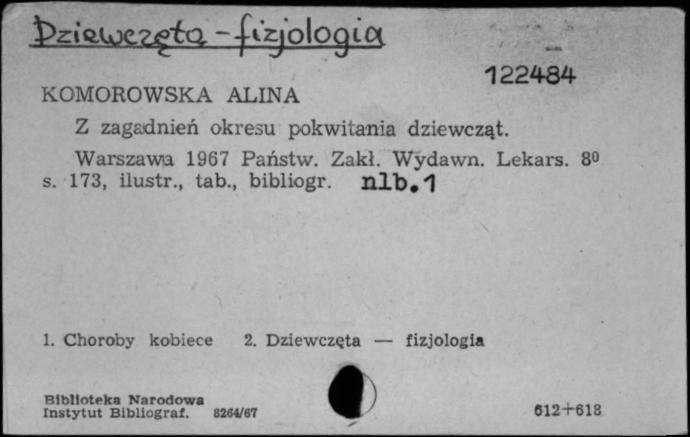 Dziewczęta - fizjologia
122484
KOMOROWSKA ALINA
Z zagadnień okresu pokwitania dziewcząt.
Warszawa 1967 Państw. Zakł. Wydawn. Lekars. 8⁰
s. 173, ilustr., tab., bibliogr. nlb.1
1. Choroby kobiece 2. Dziewczęta — fizjologia
Biblioteka Narodowa
Instytut Bibliograf. 8264/67
612+618